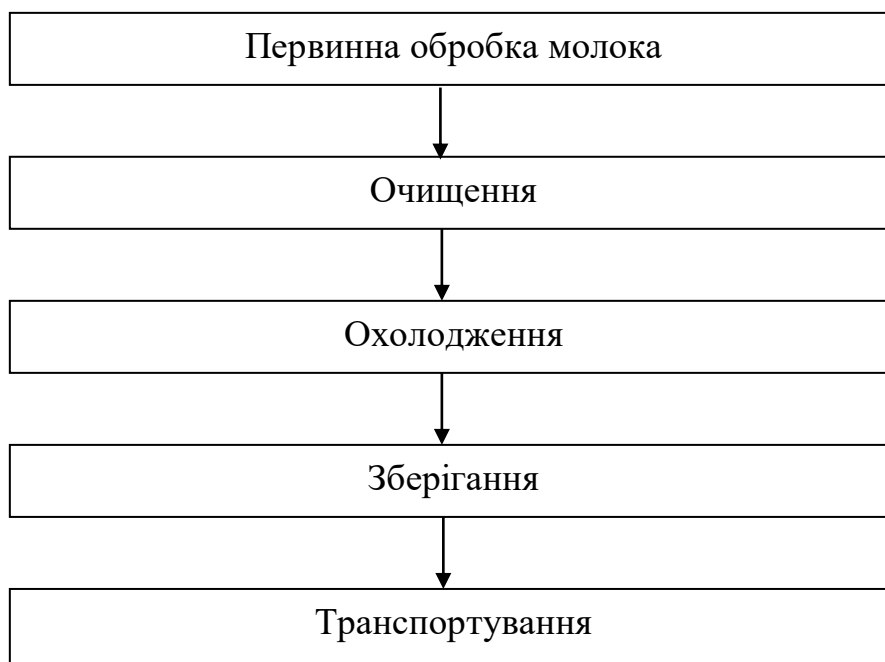 Первинна обробка молока
Очищення
Охолодження
Зберігання
Транспортування